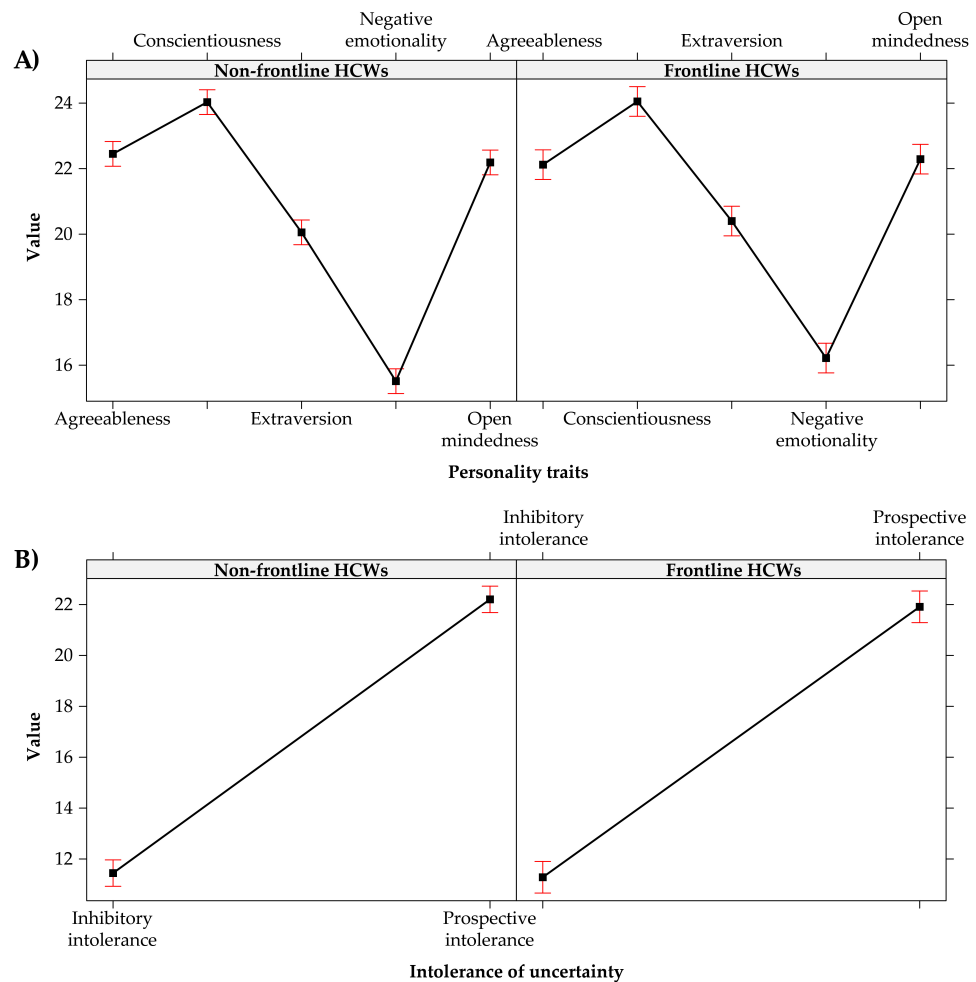 Negative
Open
Conscientiousness
emotionality
Agreeableness
Extraversion
mindedness
A)
Non-frontline HCWs
Frontline HCWs
24
22
20
18
16
Value
Agreeableness
Extraversion
Open
mindedness
Conscientiousness
Negative
emotionality
Personality traits
Inhibitory
intolerance
Prospective
intolerance
B)
Non-frontline HCWs
Frontline HCWs
22
20
18
16
14
12
Value
Inhibitory
intolerance
Prospective
intolerance
Intolerance of uncertainty